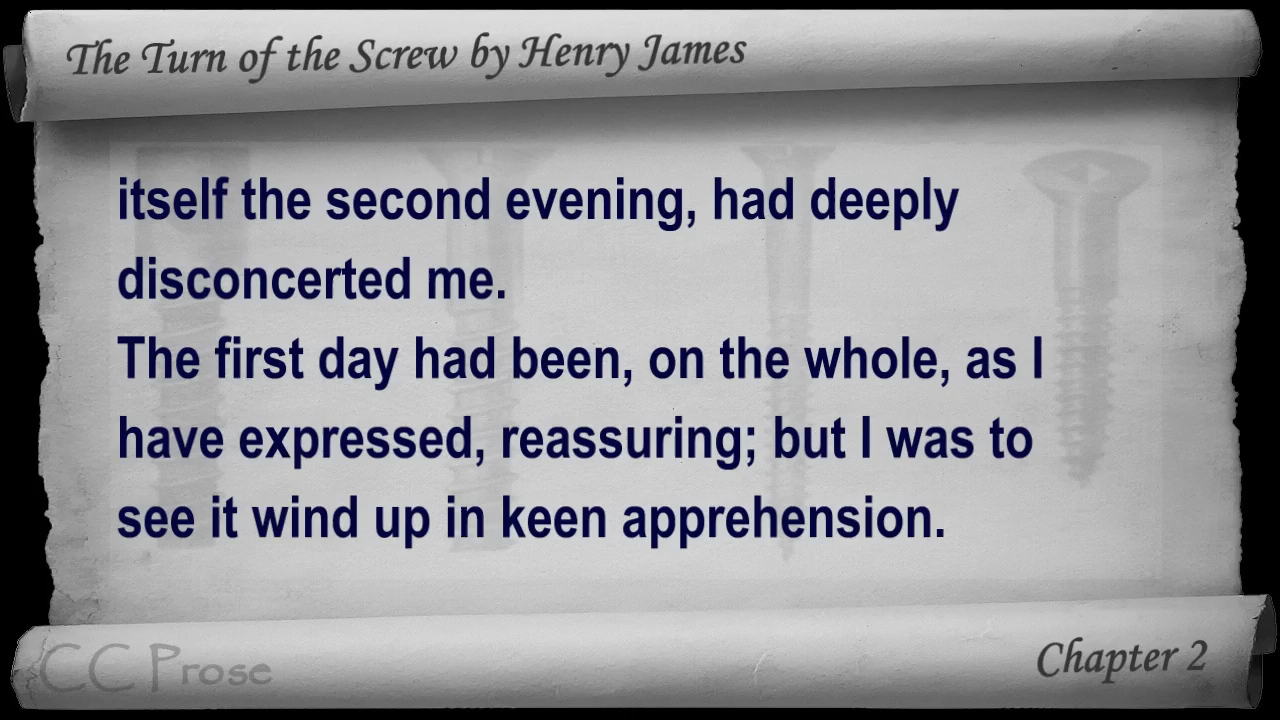 The Turn of the Screw by Henry James
itself the second evening, had deeply
disconcerted me.
The first day had been, on the whole, as I
have expressed, reassuring; but I was to
see it wind up in keen apprehension.
CC Prose
Chapter 2